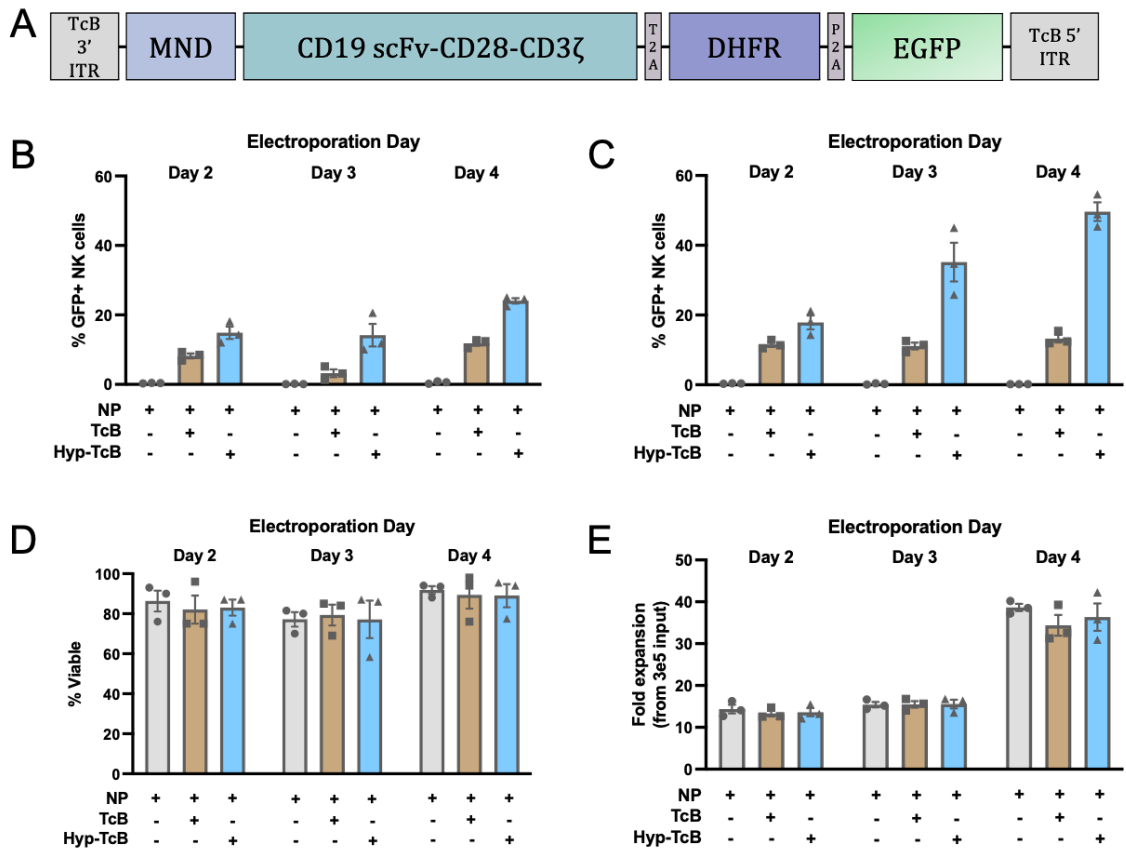 A
TcB
3’
ITR
MND
CD19 scFv-CD28-CD3ζ
T
2
A
DHFR
P
2
A
EGFP
TcB 5’
ITR
B
Electroporation Day
Day 2 Day 3 Day 4
% GFP+ NK cells
60
40
20
0
NP + + + + + + + + +
TcB - + - - + - - + -
Hyp-TcB - - + - - + - - +
C
Electroporation Day
Day 2 Day 3 Day 4
% GFP+ NK cells
60
40
20
0
NP + + + + + + + + +
TcB - + - - + - - + -
Hyp-TcB - - + - - + - - +
D
Electroporation Day
Day 2 Day 3 Day 4
% Viable
100
80
60
40
20
0
NP + + + + + + + + +
TcB - + - - + - - + -
Hyp-TcB - - + - - + - - +
E
Electroporation Day
Day 2 Day 3 Day 4
Fold expansion
(from 3e5 input)
50
40
30
20
10
0
NP + + + + + + + + +
TcB - + - - + - - + -
Hyp-TcB - - + - - + - - +